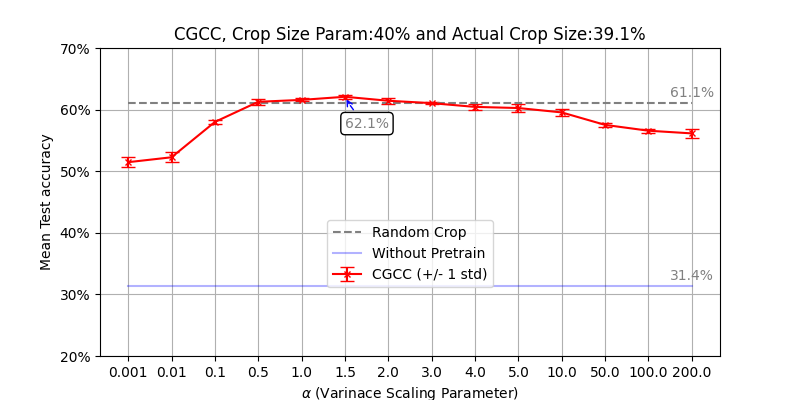 CGCC, Crop Size Param:40% and Actual Crop Size:39.1%
70%
60%
50%
40%
30%
20%
Mean Test accuracy
61.1%
62.1%
31.4%
Random Crop
Without Pretrain
CGCC (+/- 1 std)
0.001 0.01 0.1 0.5 1.0 1.5 2.0 3.0 4.0 5.0 10.0 50.0 100.0 200.0
α (Varinace Scaling Parameter)